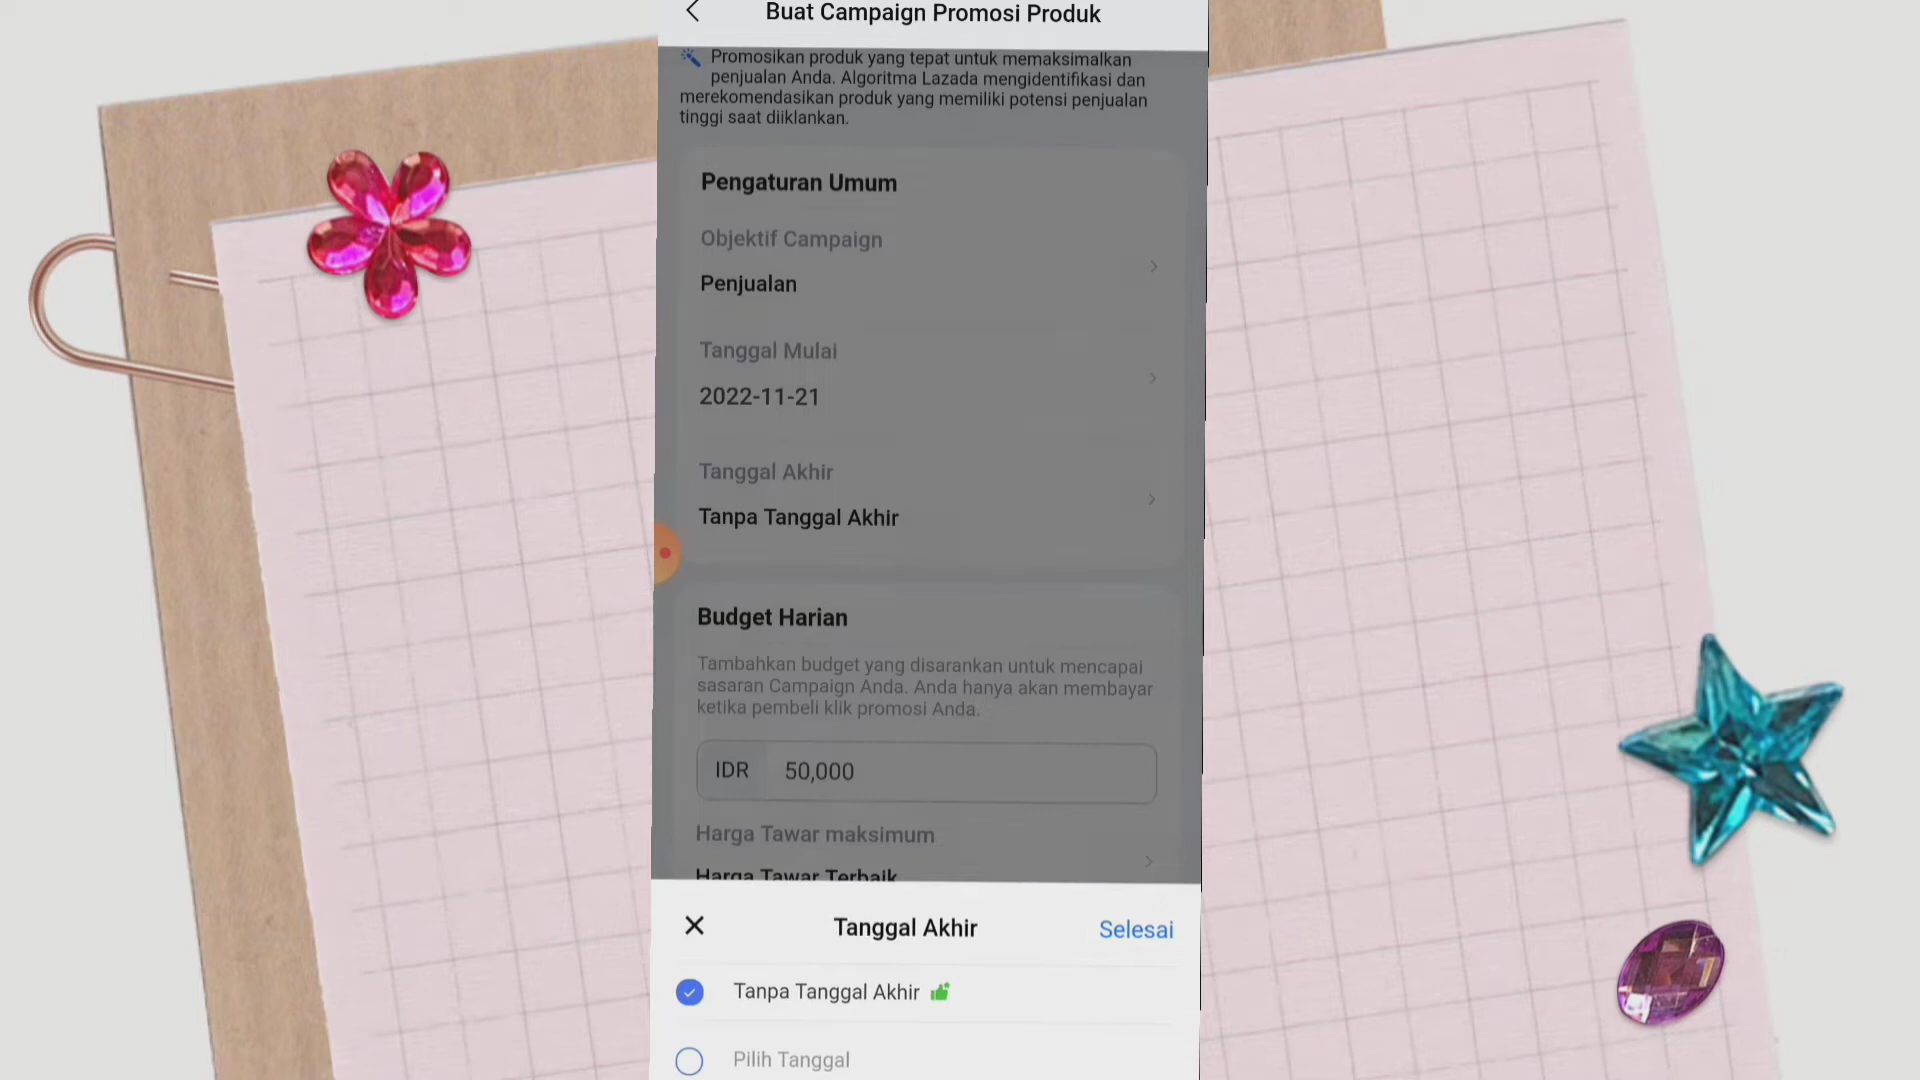 Buat Campaign Promosi Produk
Promosikan produk yang tepat untuk memaksimalkan
penjualan Anda. Algoritma Lazada mengidentifikasi dan
merekomendasikan produk yang memiliki potensi penjualan
tinggi saat diiklankan.
Pengaturan Umum
Objektif Campaign
Penjualan
Tanggal Mulai
2022-11-21
Tanggal Akhir
Tanpa Tanggal Akhir
Budget Harian
Tambahkan budget yang disarankan untuk mencapai
sasaran Campaign Anda. Anda hanya akan membayar
ketika pembeli klik promosi Anda.
IDR 50,000
Harga Tawar maksimum
Harga Tawar Terbaik
Tanggal Akhir
Selesai
Tanpa Tanggal Akhir
Pilih Tanggal